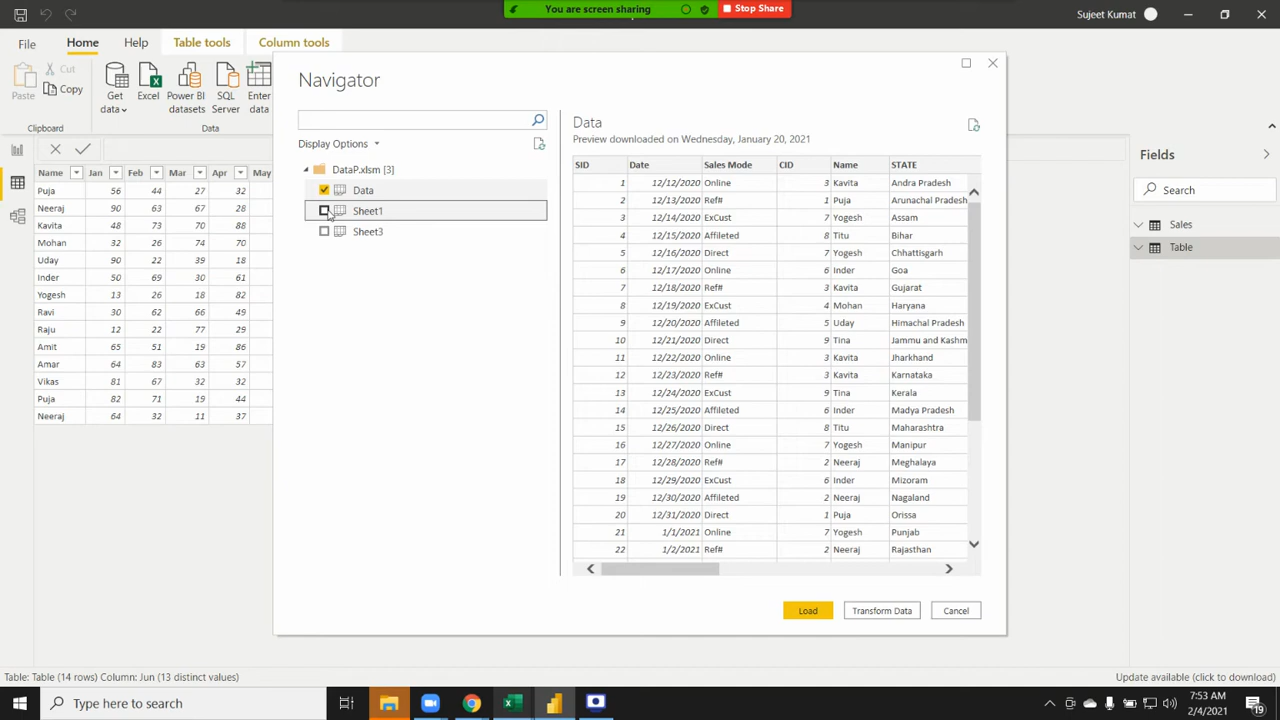 You are screen sharing Stop Share
Sujeet Kumat
File Home Help Table tools Column tools
Paste Cut Copy
Get data Excel Power BI datasets SQL Server Enter data
Clipboard Data
Navigator
Display Options
DataP.xlsm [3]
Data
Sheet1
Sheet3
Data
Preview downloaded on Wednesday, January 20, 2021
SID Date Sales Mode CID Name STATE
1 12/12/2020 Online 3 Kavita Andra Pradesh
2 12/13/2020 Ref# 1 Puja Arunachal Pradesh
3 12/14/2020 ExCust 7 Yogesh Assam
4 12/15/2020 Affileted 8 Titu Bihar
5 12/16/2020 Direct 7 Yogesh Chhattisgarh
6 12/17/2020 Online 6 Inder Goa
7 12/18/2020 Ref# 3 Kavita Gujarat
8 12/19/2020 ExCust 4 Mohan Haryana
9 12/20/2020 Affileted 5 Uday Himachal Pradesh
10 12/21/2020 Direct 9 Tina Jammu and Kashm
11 12/22/2020 Online 3 Kavita Jharkhand
12 12/23/2020 Ref# 3 Kavita Karnataka
13 12/24/2020 ExCust 9 Tina Kerala
14 12/25/2020 Affileted 6 Inder Madya Pradesh
15 12/26/2020 Direct 8 Titu Maharashtra
16 12/27/2020 Online 7 Yogesh Manipur
17 12/28/2020 Ref# 2 Neeraj Meghalaya
18 12/29/2020 ExCust 6 Inder Mizoram
19 12/30/2020 Affileted 2 Neeraj Nagaland
20 12/31/2020 Direct 1 Puja Orissa
21 1/1/2021 Online 7 Yogesh Punjab
22 1/2/2021 Ref# 2 Neeraj Rajasthan
Load Transform Data Cancel
Name Jan Feb Mar Apr May
Puja 56 44 27 32
Neeraj 90 63 67 28
Kavita 48 73 70 88
Mohan 32 26 74 70
Uday 90 22 39 18
Inder 50 69 30 61
Yogesh 13 26 18 82
Ravi 30 62 66 49
Raju 12 22 77 29
Amit 65 51 19 86
Amar 64 83 63 57
Vikas 81 67 32 32
Puja 82 71 19 44
Neeraj 64 32 11 37
Fields
Search
Sales
Table
Table: Table (14 rows) Column: Jun (13 distinct values)
Update available (click to download)
Type here to search
7:53 AM
2/4/2021
19